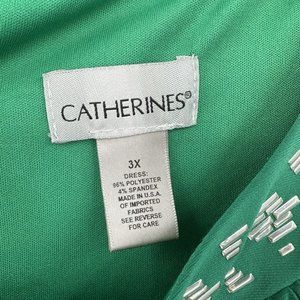 CATHERINES®
3X
DRESS:
96% POLYESTER
4% SPANDEX
MADE IN U.S.A.
OF IMPORTED
FABRICS
SEE REVERSE
FOR CARE